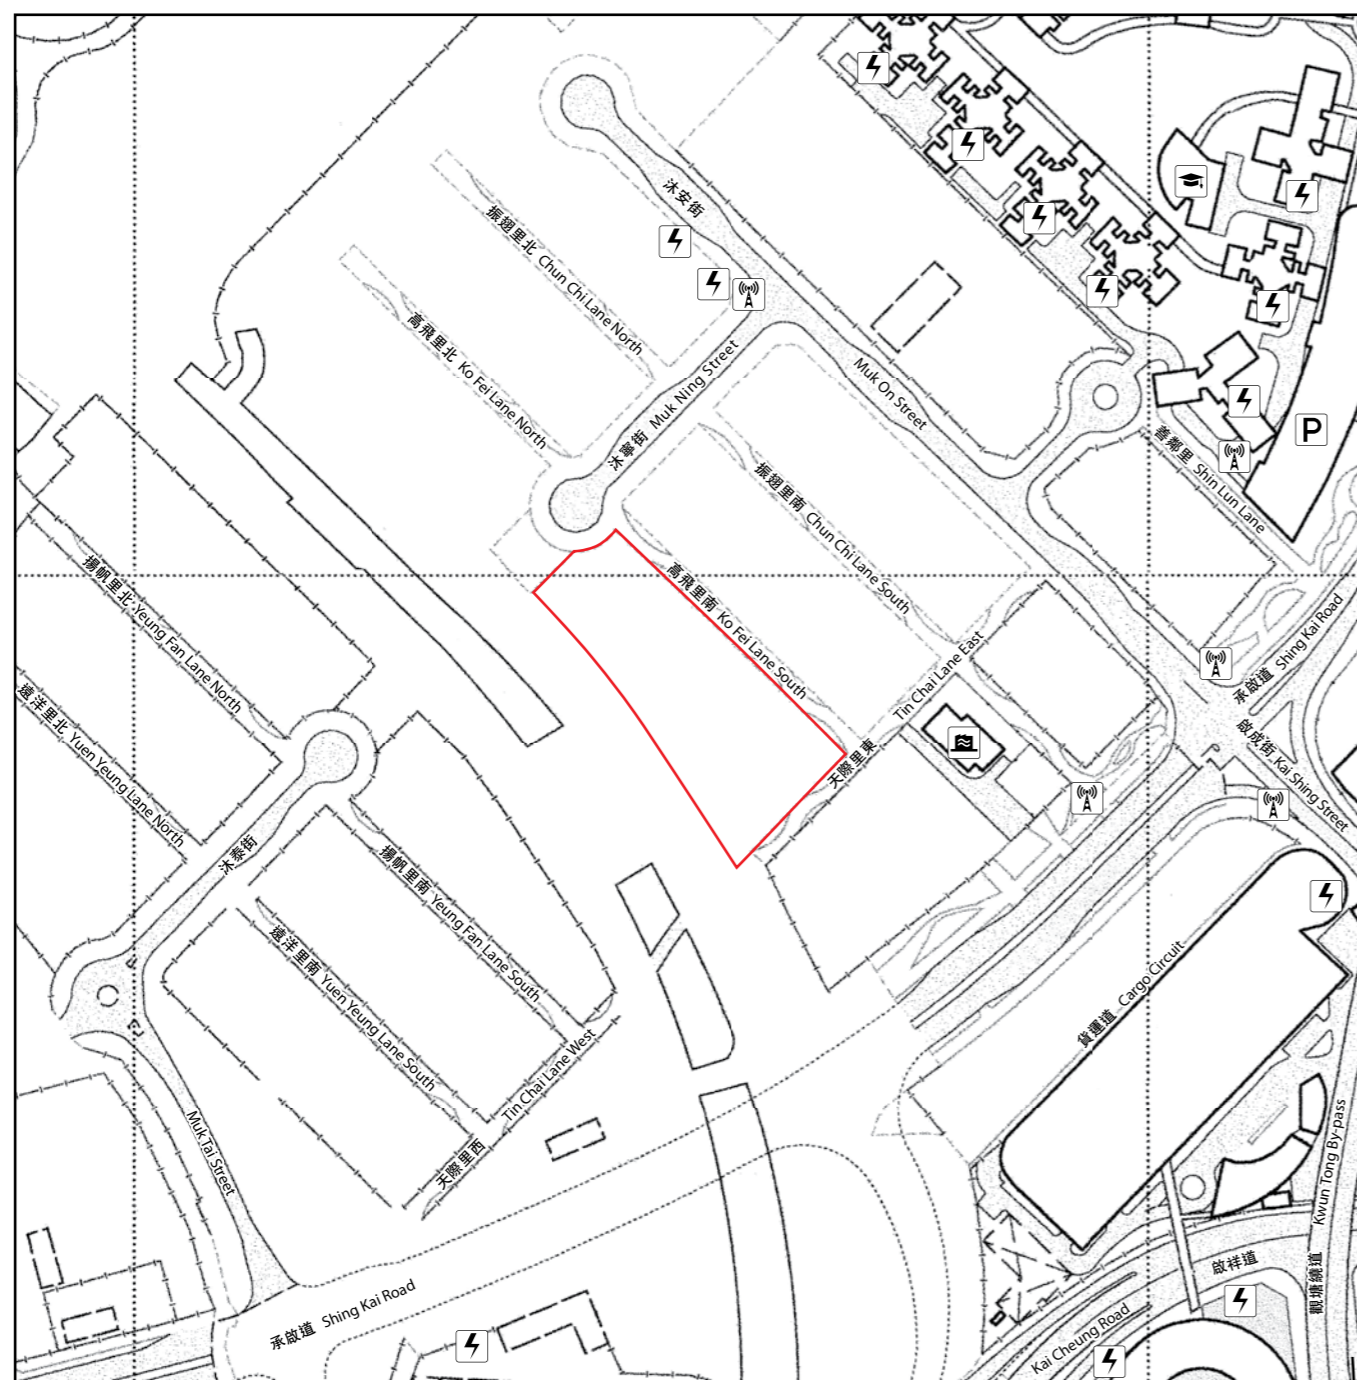 沐安街
振翅里北 Chun Chi Lane North
高飛里北 Ko Fei Lane North
沐寧街 Muk Ning Street
Muk On Street
善鄰里 Shin Lun Lane
P
振翅里南 Chun Chi Lane South
高飛里南 Ko Fei Lane South
揚帆里北 Yeung Fan Lane North
遠洋里北 Yuen Yeung Lane North
Tin Chai Lane East
天際里東
承啟道 Shing Kai Road
啟成街 Kai Shing Street
沐泰街
揚帆里南 Yeung Fan Lane South
遠洋里南 Yuen Yeung Lane South
貨運道 Cargo Circuit
Tin Chai Lane West
天際里西
Muk Tai Street
Kwun Tong By-pass
觀塘繞道
啟祥道
Kai Cheung Road
承啟道 Shing Kai Road